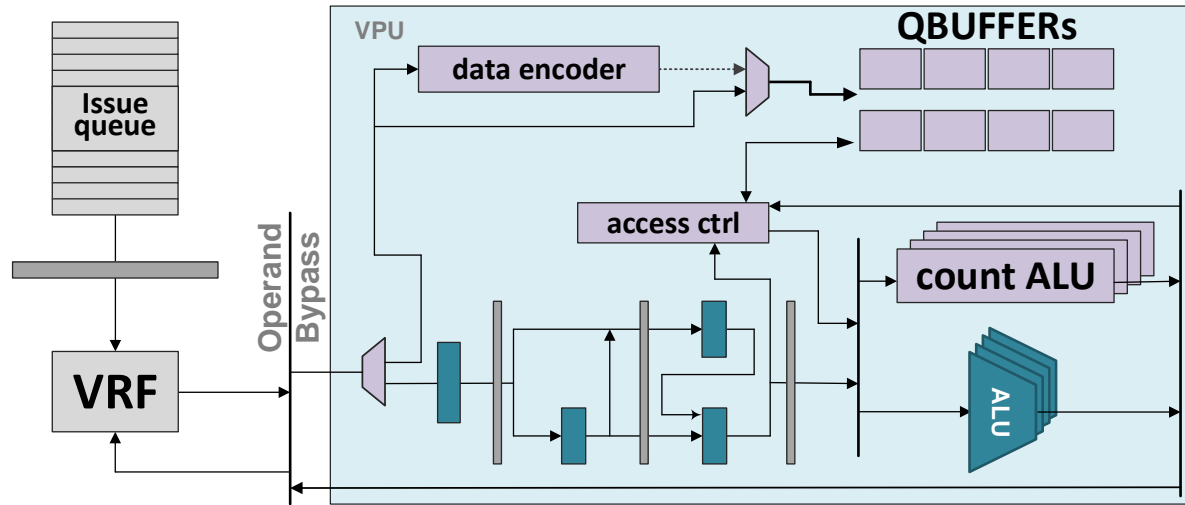 VPU
QBUFFERs
data encoder
Issue
queue
access ctrl
Operand
Bypass
count ALU
VRF
ALU